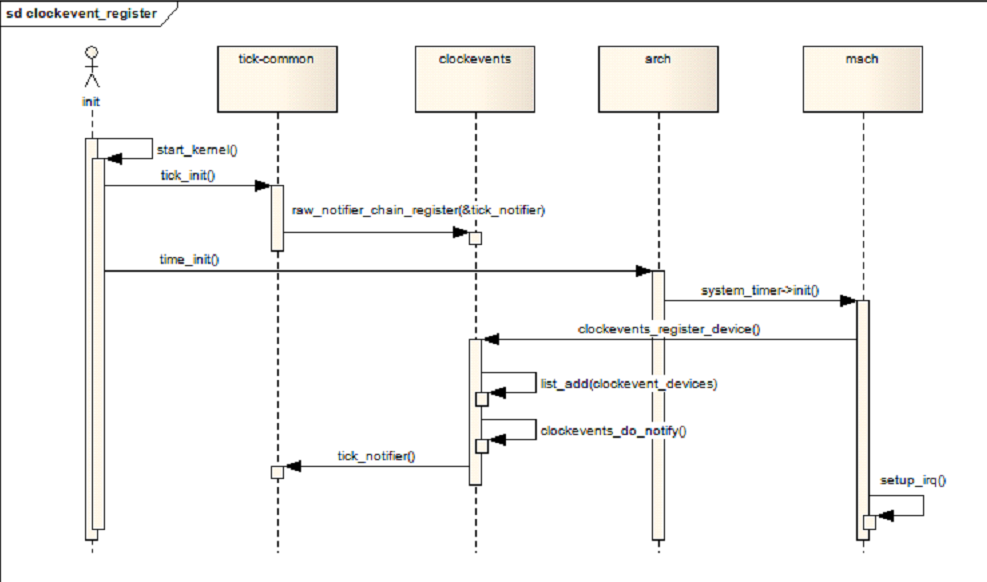 sd clockevent_register
init
tick-common
clockevents
arch
mach
start_kernel()
tick_init()
raw_notifier_chain_register(&tick_notifier)
time_init()
system_timer->init()
clockevents_register_device()
list_add(clockevent_devices)
clockevents_do_notify()
tick_notifier()
setup_irq()